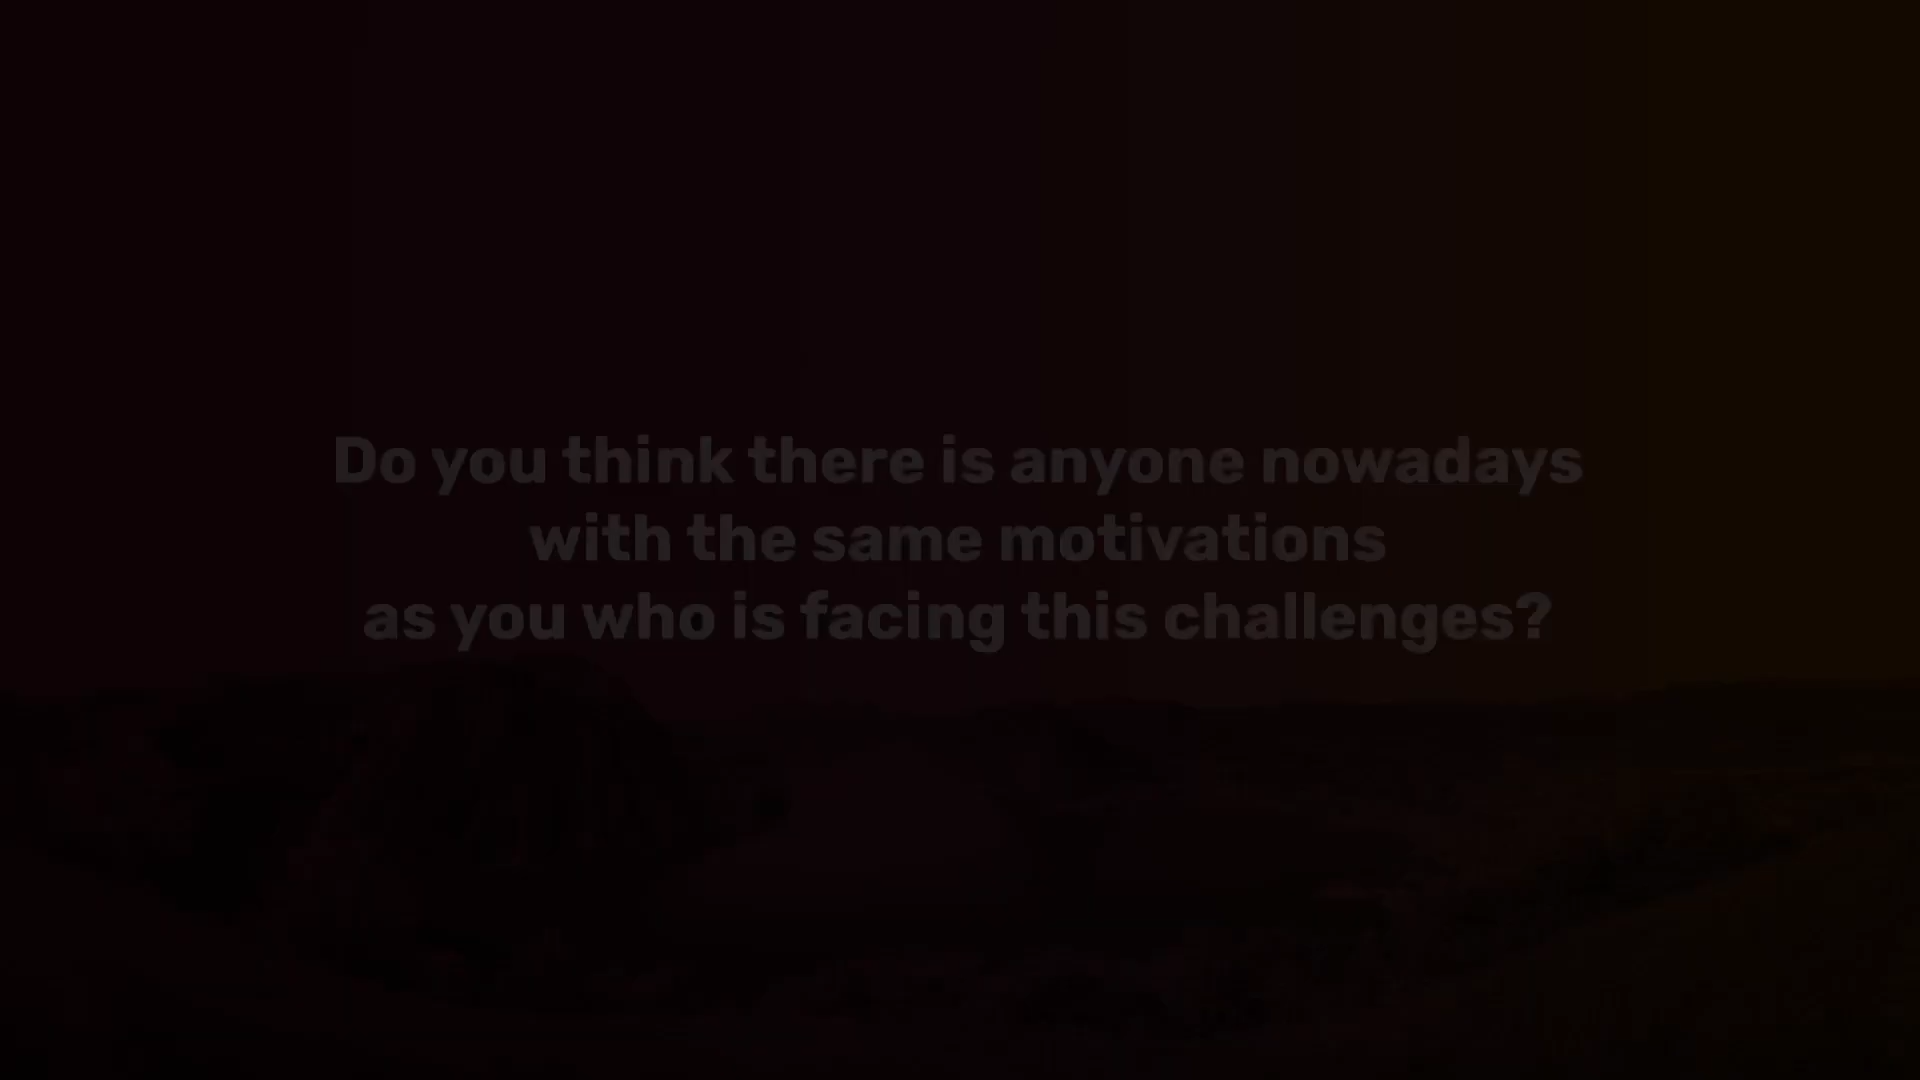 Do you think there is anyone nowadays
with the same motivations
as you who is facing this challenges?